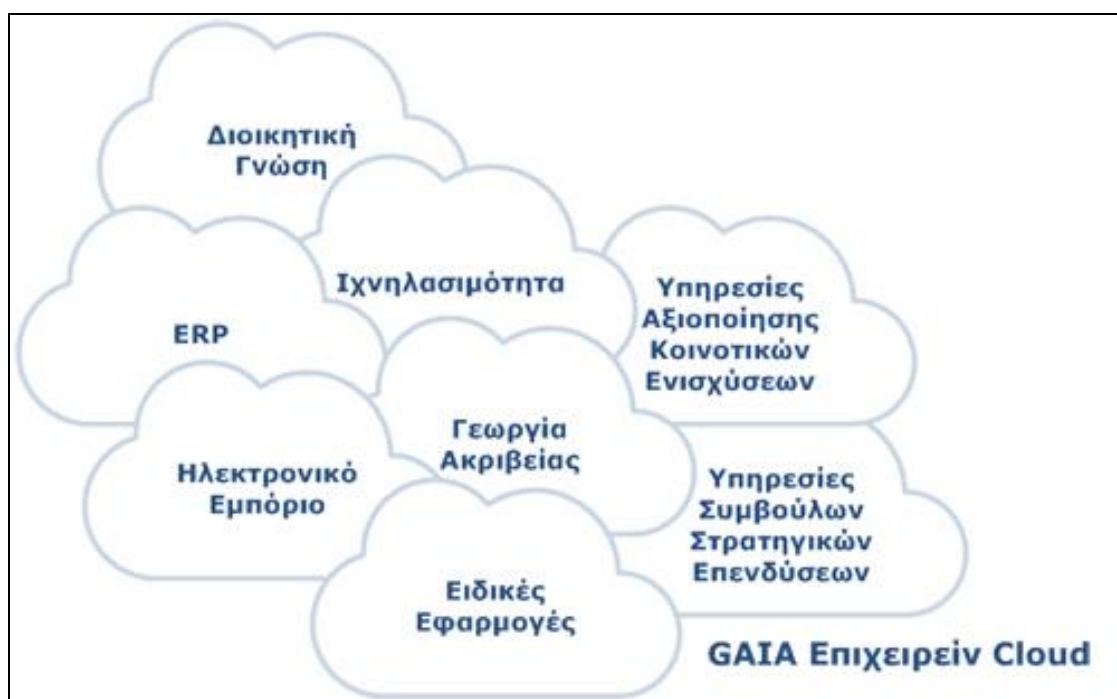 Διοικητική
Γνώση
Ιχνηλασιμότητα
Υπηρεσίες
Αξιοποίησης
Κοινοτικών
Ενισχύσεων
ERP
Γεωργία
Ακριβείας
Ηλεκτρονικό
Εμπόριο
Υπηρεσίες
Συμβούλων
Στρατηγικών
Επενδύσεων
Ειδικές
Εφαρμογές
GAIA Επιχειρείν Cloud